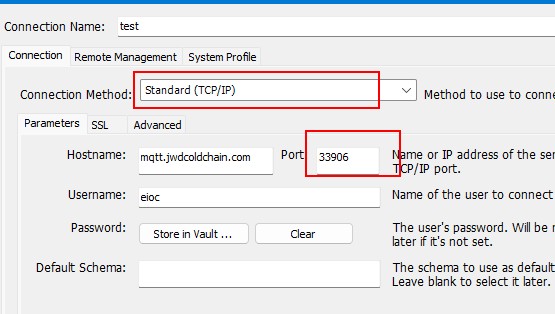 Connection Name: test
Connection Remote Management System Profile
Connection Method: Standard (TCP/IP) Method to use to conne
Parameters SSL Advanced
Hostname: mqtt.jwdcoldchain.com Port 33906 Name or IP address of the ser
TCP/IP port.
Username: eioc Name of the user to connect
Password: Store in Vault ... Clear The user's password. Will be r
later if it's not set.
Default Schema: The schema to use as default
Leave blank to select it later.